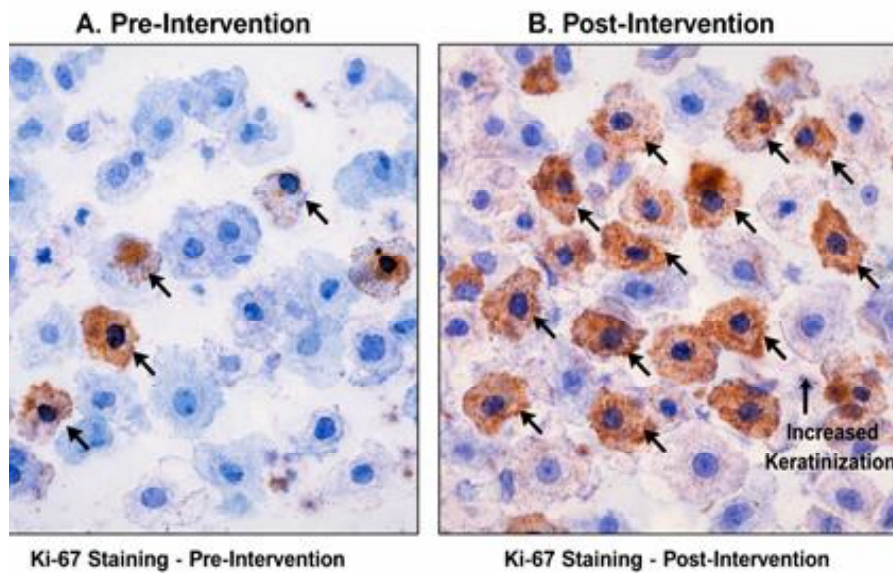 A. Pre-Intervention
B. Post-Intervention
Increased
Keratinization
Ki-67 Staining - Pre-Intervention
Ki-67 Staining - Post-Intervention